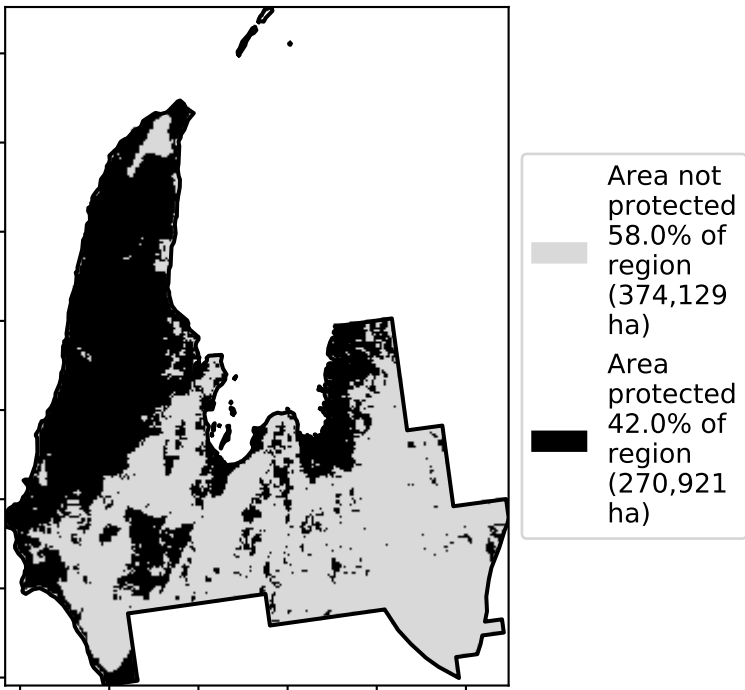 Area not
protected
58.0% of
region
(374,129
ha)
Area
protected
42.0% of
region
(270,921
ha)